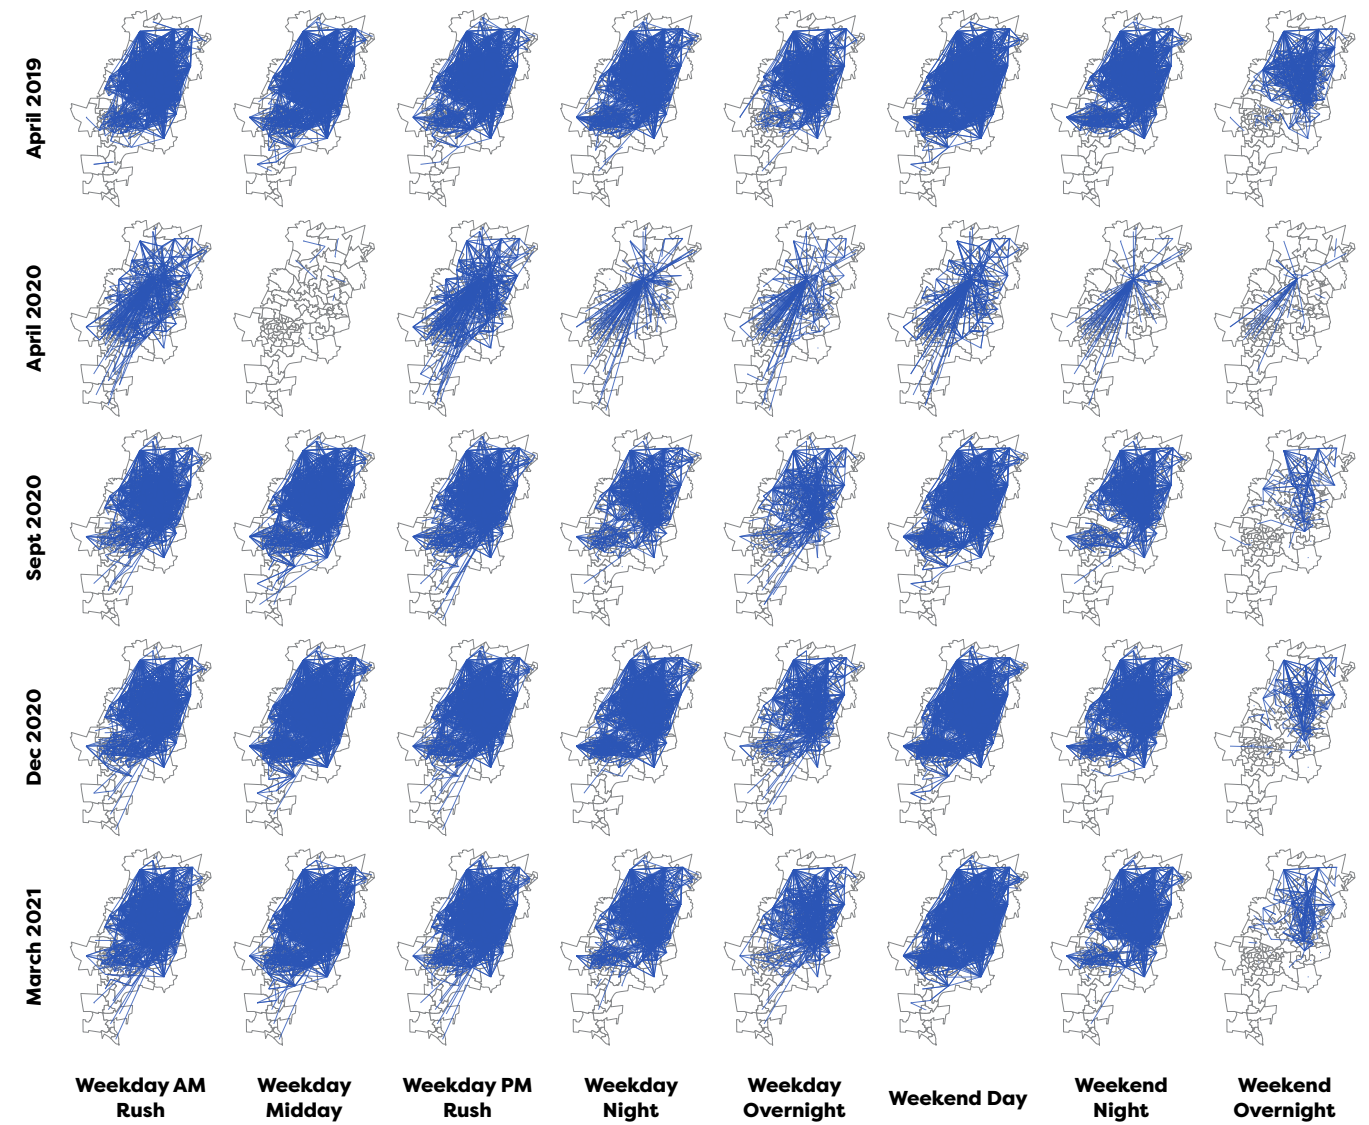 April 2019
April 2020
Sept 2020
Dec 2020
March 2021
Weekday AM
Rush
Weekday
Midday
Weekday PM
Rush
Weekday
Night
Weekday
Overnight
Weekend Day
Weekend
Night
Weekend
Overnight